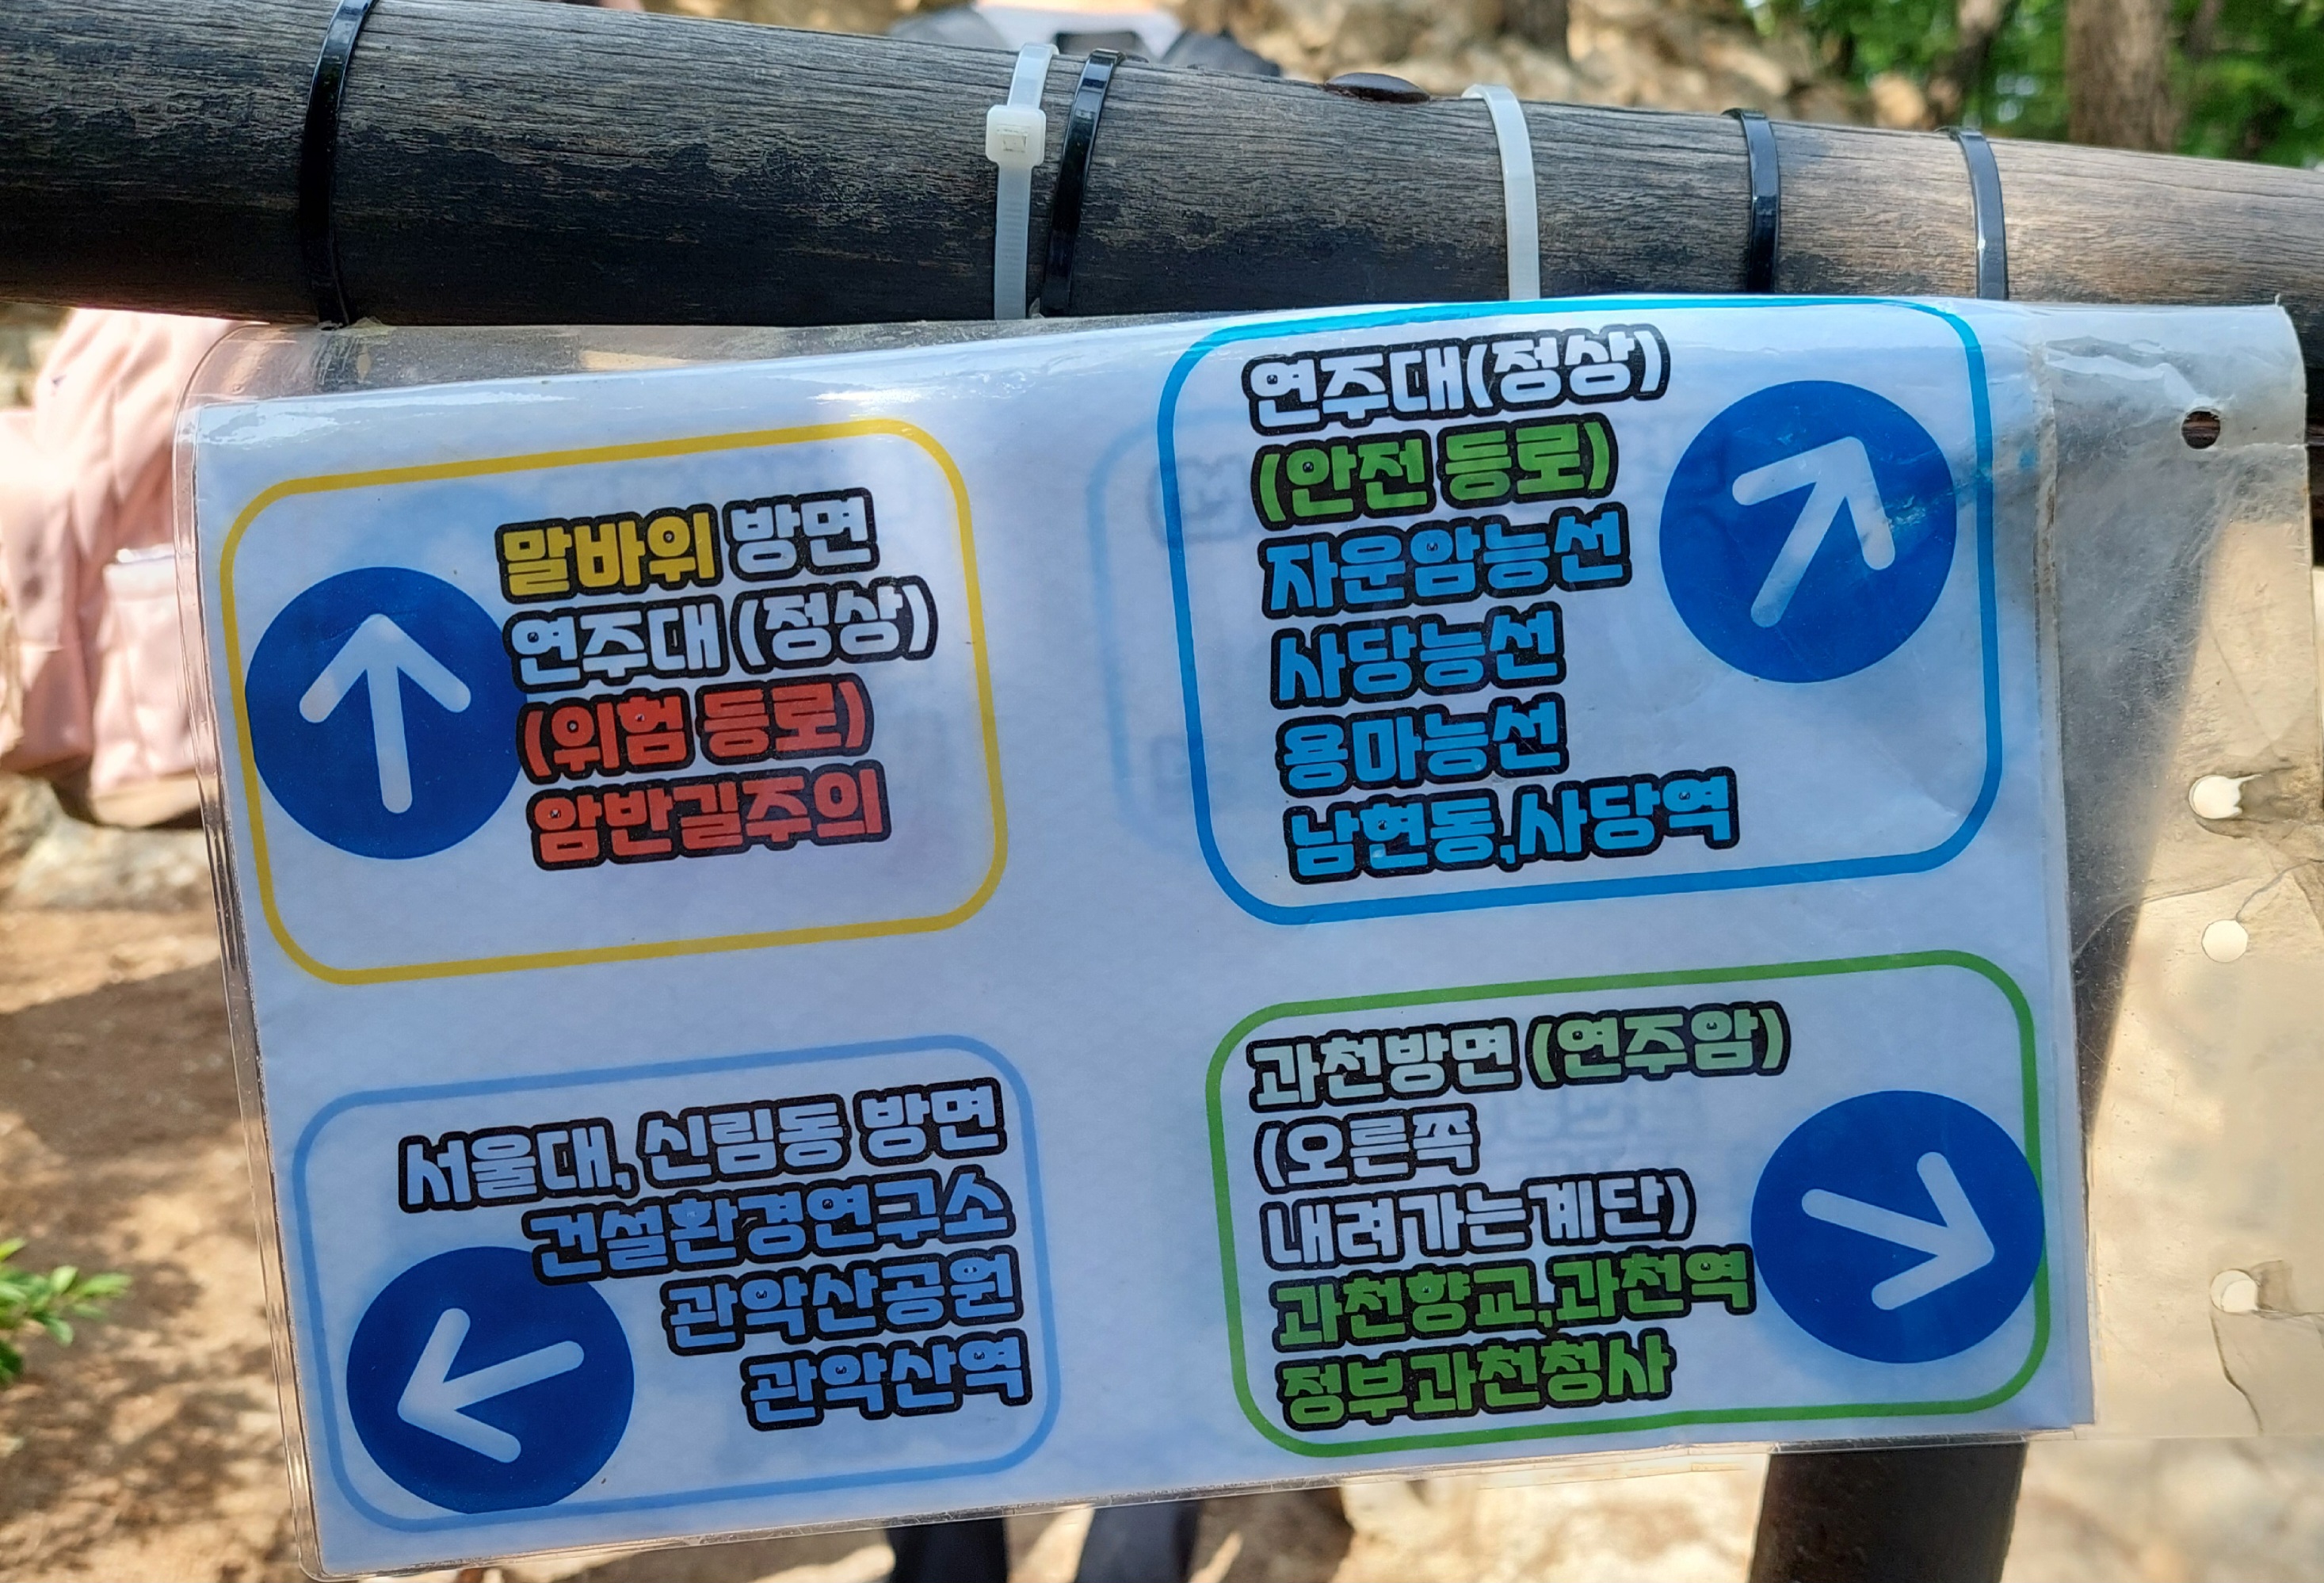 말바위 방면
연주대 (정상)
(위험 등로)
암반길주의
연주대(정상)
(안전 등로)
자운암능선
사당능선
용마능선
남현동,사당역
서울대, 신림동 방면
건설환경연구소
관악산공원
관악산역
과천방면 (연주암)
(오른쪽
내려가는계단)
과천향교,과천역
정부과천청사